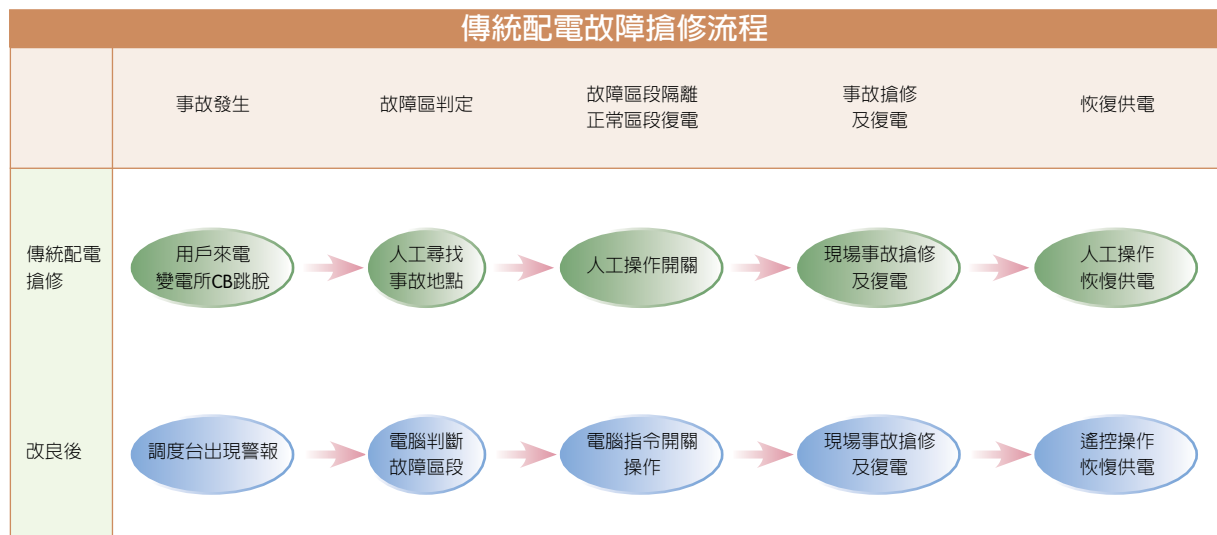 傳統配電故障搶修流程
事故發生
故障區判定
故障區段隔離
正常區段復電
事故搶修
及復電
恢復供電
傳統配電
搶修
用戶來電
變電所CB跳脫
人工尋找
事故地點
人工操作開關
現場事故搶修
及復電
人工操作
恢愎供電
改良後
調度台出現警報
電腦判斷
故障區段
電腦指令開關
操作
現場事故搶修
及復電
遙控操作
恢愎供電